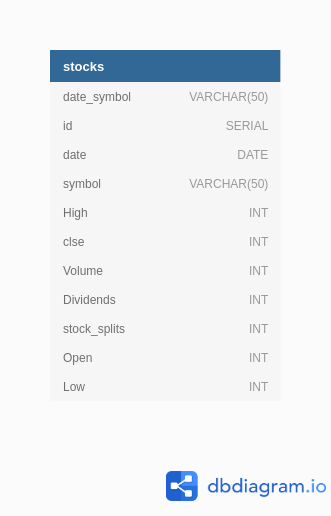 stocks
date_symbol VARCHAR(50)
id SERIAL
date DATE
symbol VARCHAR(50)
High INT
clse INT
Volume INT
Dividends INT
stock_splits INT
Open INT
Low INT
dbdiagram.io